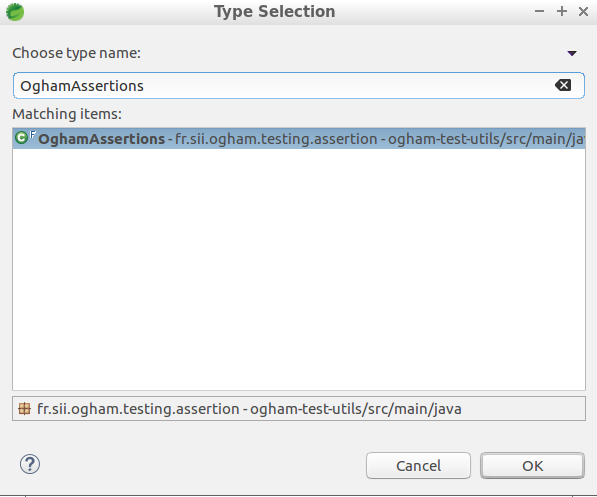 Type Selection
Choose type name:
OghamAssertions
Matching items:
C F OghamAssertions - fr.sii.ogham.testing.assertion - ogham-test-utils/src/main/ja
fr.sii.ogham.testing.assertion - ogham-test-utils/src/main/java
? Cancel OK